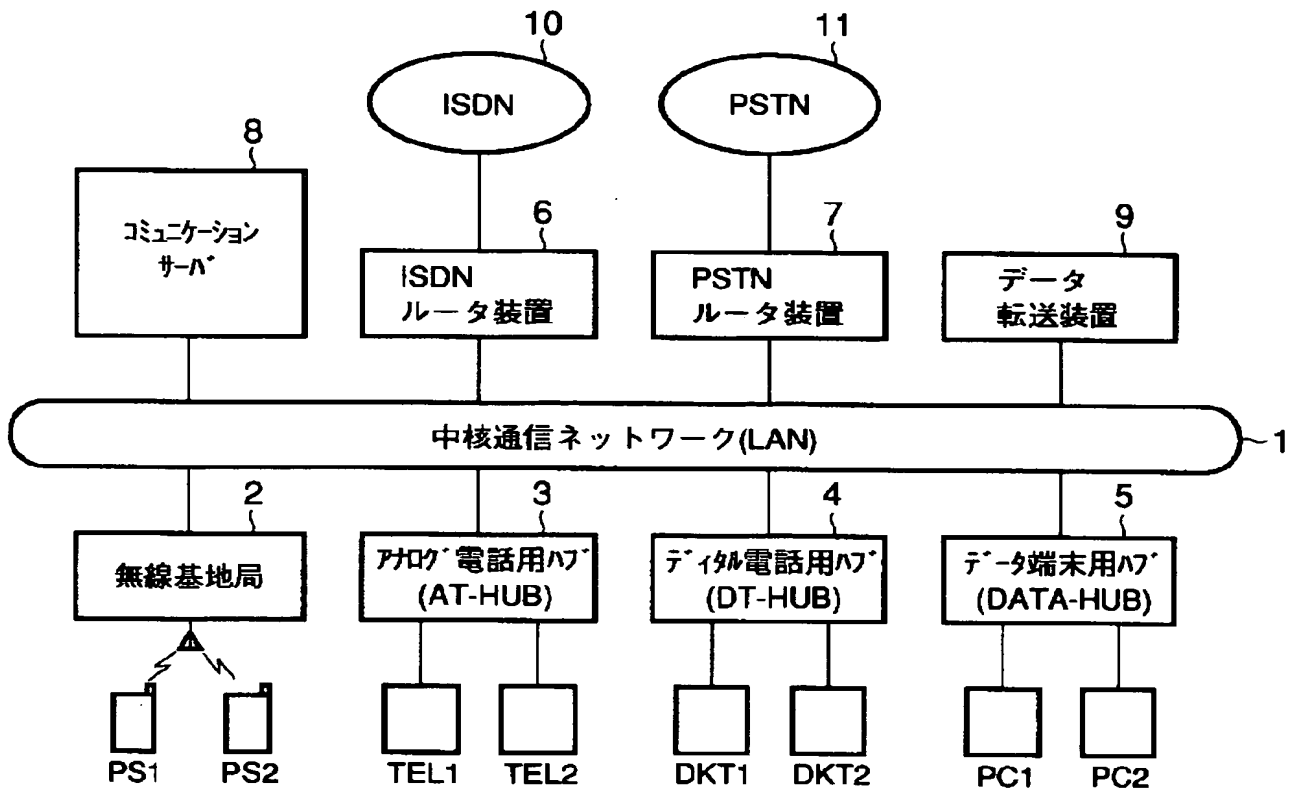 10
11
ISDN
PSTN
8
6
7
9
コミュニケーション
サーバ
ISDN
ルータ装置
PSTN
ルータ装置
データ
転送装置
中核通信ネットワーク(LAN)
1
2
3
4
5
無線基地局
アナログ電話用ハブ
(AT-HUB)
ディタル電話用ハブ
(DT-HUB)
データ端末用ハブ
(DATA-HUB)
PS1
PS2
TEL1
TEL2
DKT1
DKT2
PC1
PC2